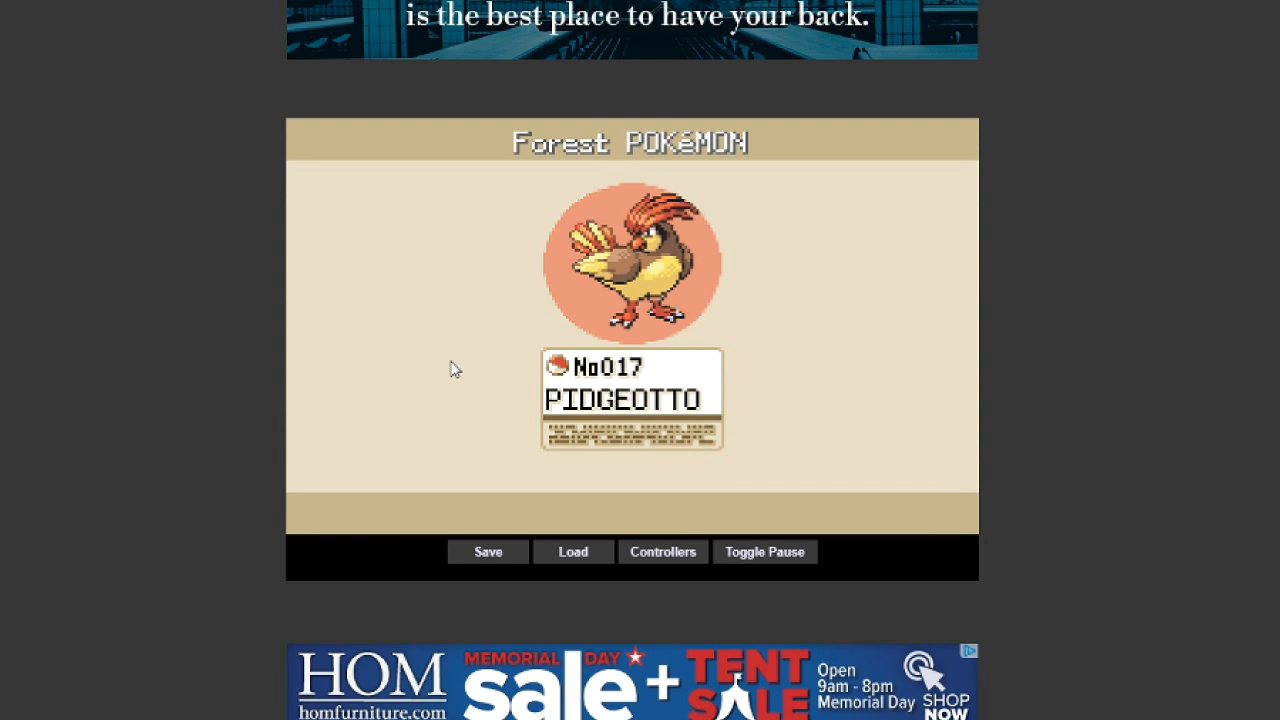 is the best place to have your back.
Forest POKéMON
No017
PIDGEOTTO
Save Load Controllers Toggle Pause
HOM
homfurniture.com
MEMORIAL DAY
sale + TENT SALE
Open
9am - 8pm
Memorial Day
SHOP
NOW